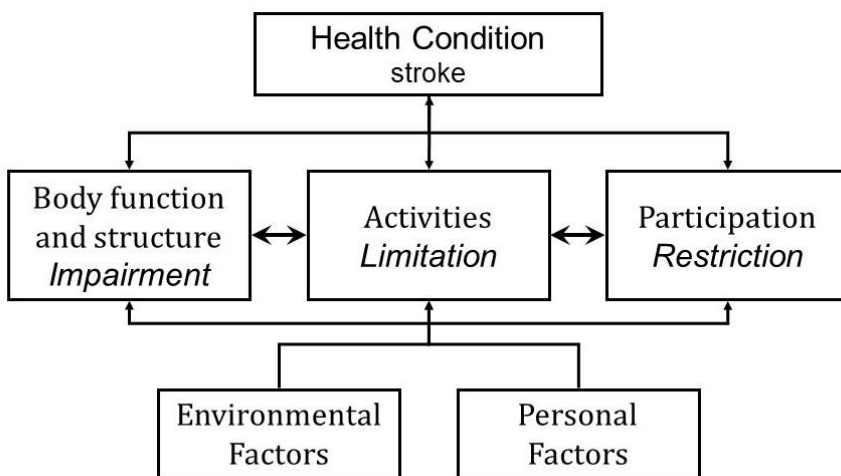 Health Condition
stroke
Body function
and structure
Impairment
Activities
Limitation
Participation
Restriction
Environmental
Factors
Personal
Factors